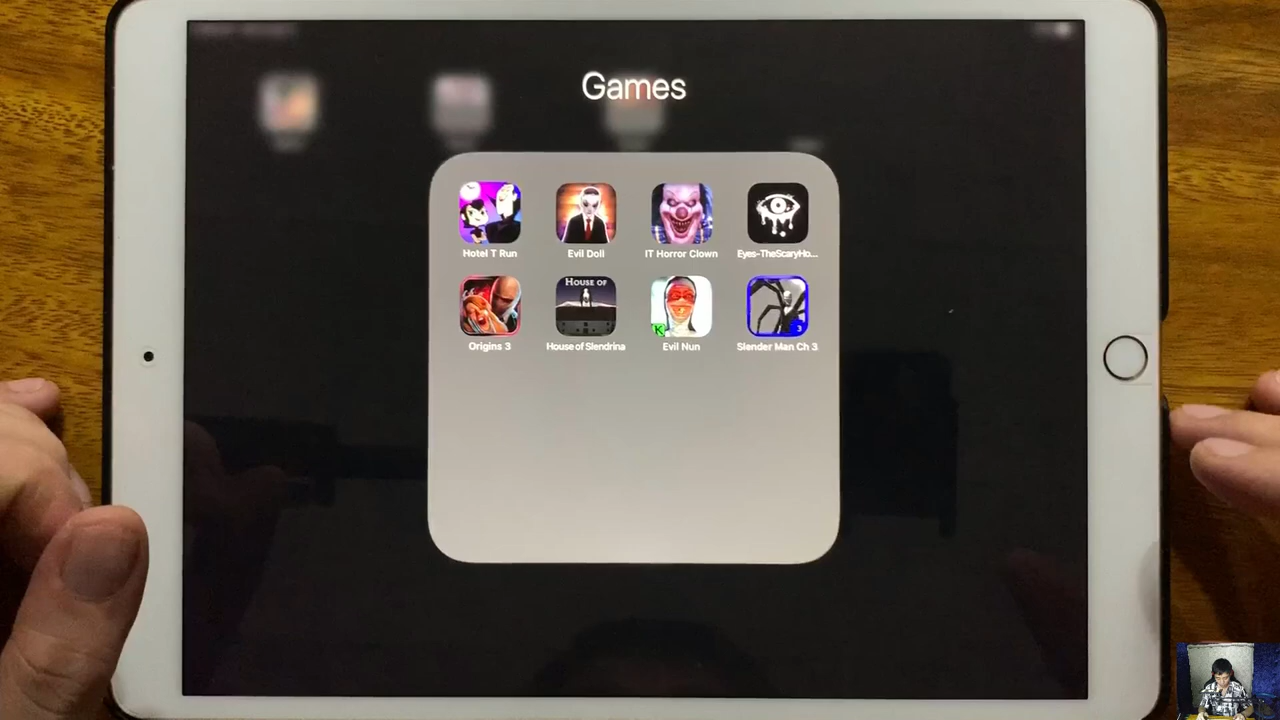 Games
Hotel T Run
Evil Doll
IT Horror Clown
Eyes-TheScaryHo...
HOUSE OF
K
3
Origins 3
House of Slendrina
Evil Nun
Slender Man Ch 3